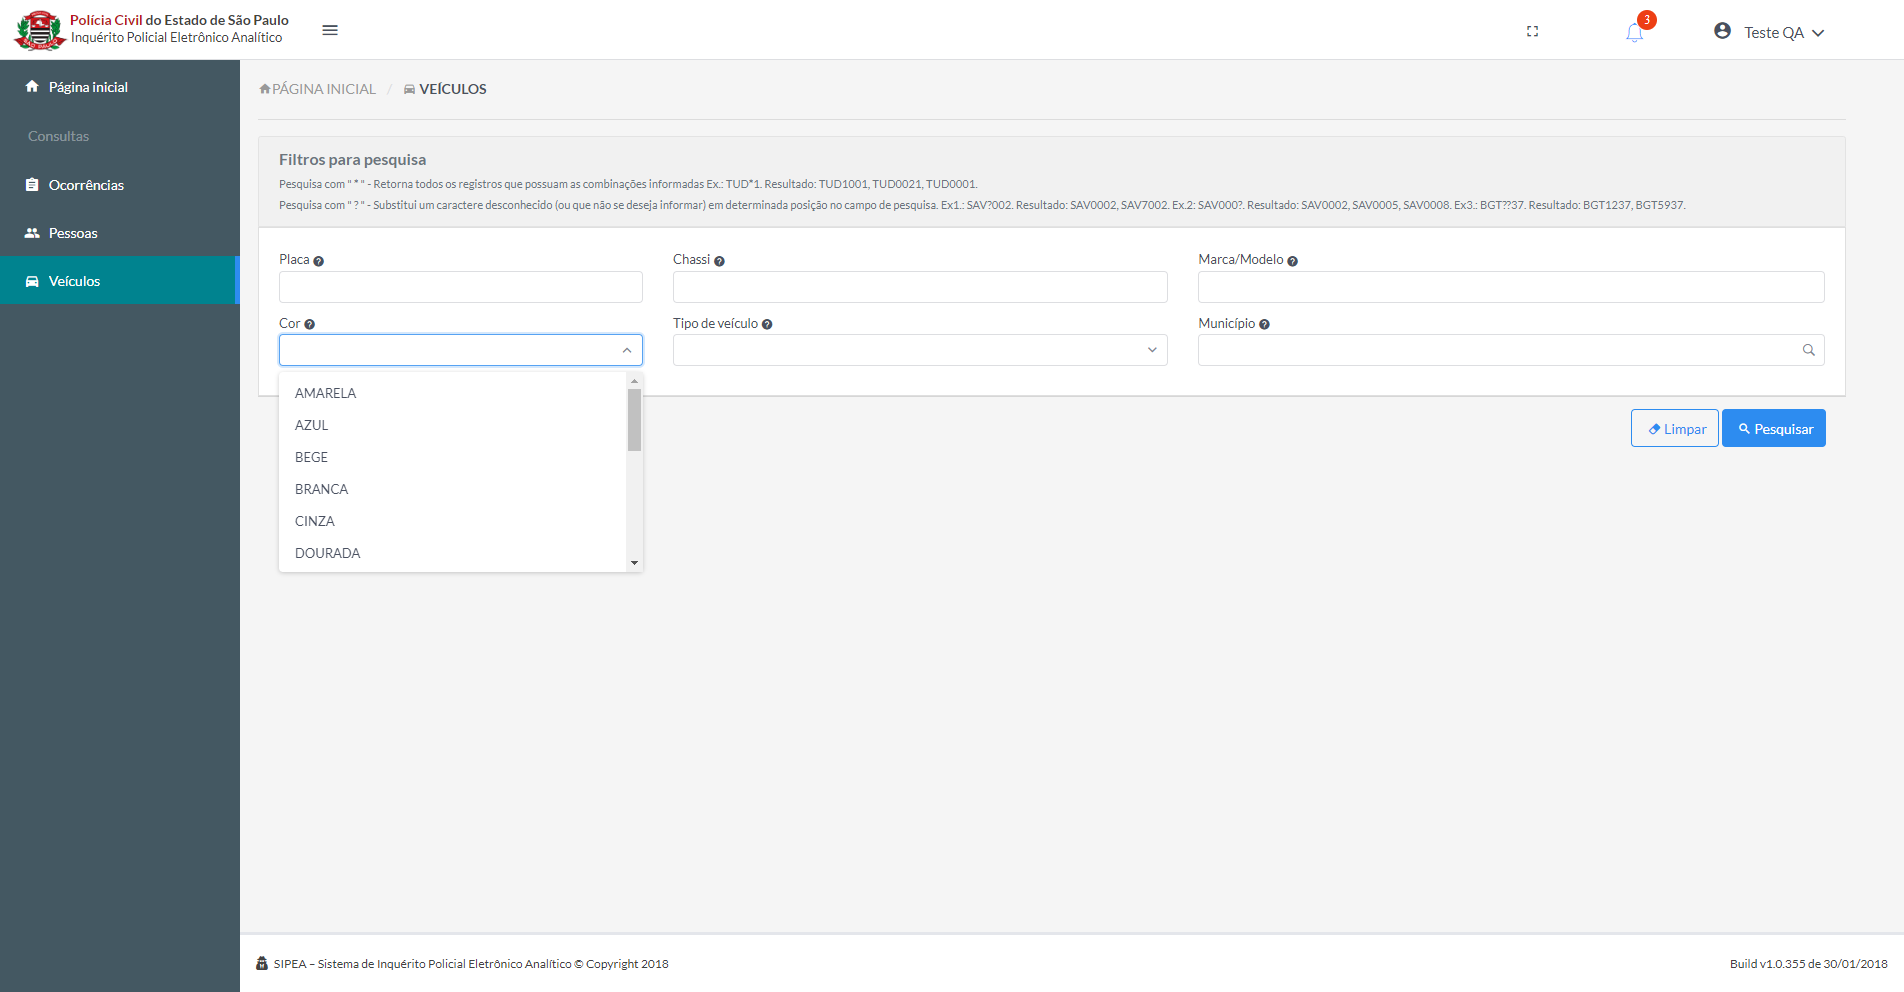 Polícia Civil do Estado de São Paulo
Inquérito Policial Eletrônico Analítico
3
Teste QA
Página inicial
Consultas
Ocorrências
Pessoas
Veículos
PÁGINA INICIAL / VEÍCULOS
Filtros para pesquisa
Pesquisa com " * " - Retorna todos os registros que possuam as combinações informadas Ex.: TUD*1. Resultado: TUD1001, TUD0021, TUD0001.
Pesquisa com " ? " - Substitui um caractere desconhecido (ou que não se deseja informar) em determinada posição no campo de pesquisa. Ex1.: SAV?002. Resultado: SAV0002, SAV7002. Ex.2: SAV000?. Resultado: SAV0002, SAV0005, SAV0008. Ex3.: BGT??37. Resultado: BGT1237, BGT5937.
Placa
Chassi
Marca/Modelo
Cor
Tipo de veículo
Município
AMARELA
AZUL
BEGE
BRANCA
CINZA
DOURADA
Limpar
Pesquisar
SIPEA – Sistema de Inquérito Policial Eletrônico Analítico © Copyright 2018
Build v1.0.355 de 30/01/2018